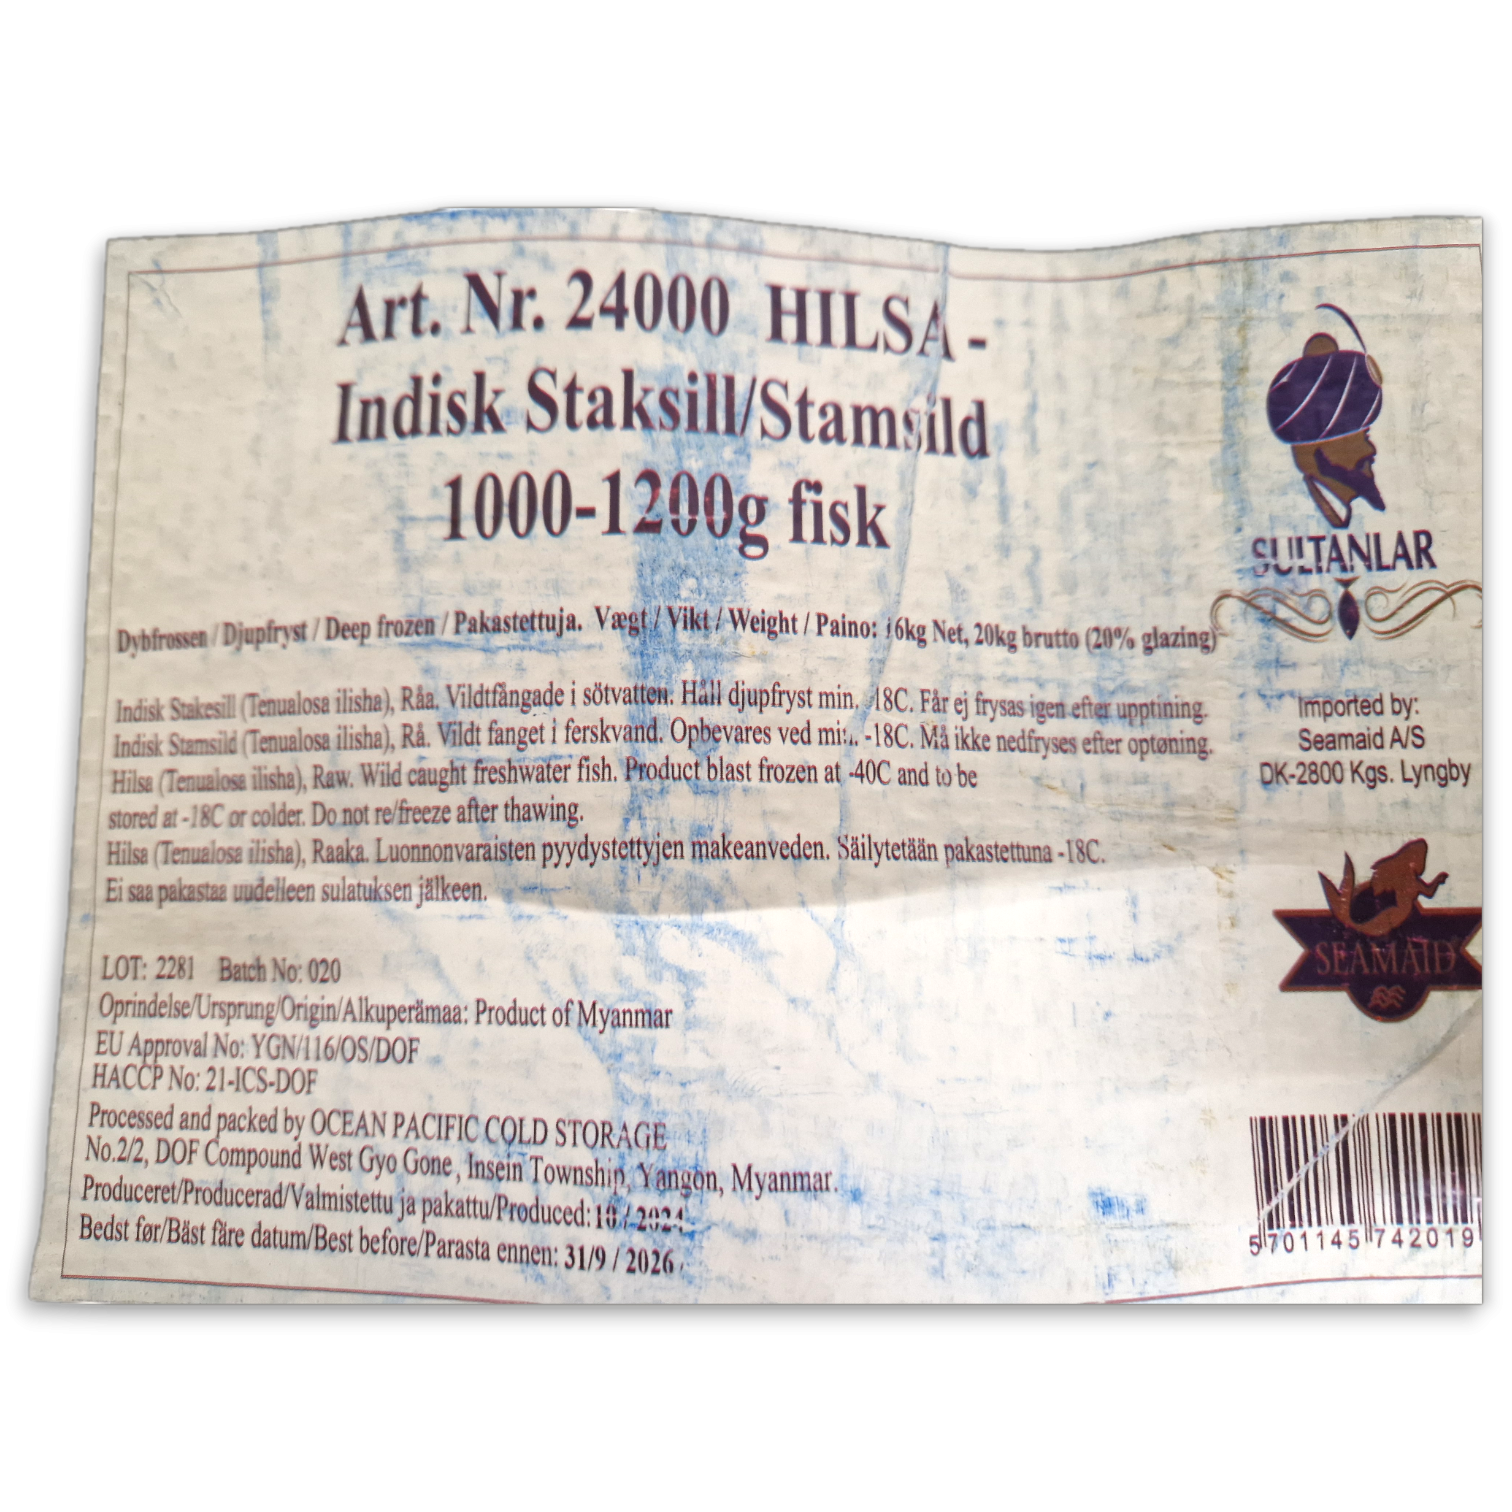 Art. Nr. 24000 HILSA -
Indisk Staksill/Stamsild
1000-1200g fisk
SULTANLAR
Dybfrossen / Djupfryst / Deep frozen / Pakastettuja. Vægt / Vikt / Weight / Paino: 16kg Net, 20kg brutto (20% glazing)
Indisk Stakesill (Tenualosa ilisha), Råa. Vildtfångade i sötvatten. Håll djupfryst min. -18C. Får ej frysas igen efter upptining.
Indisk Stamsild (Tenualosa ilisha), Rå. Vildt fanget i ferskvand. Opbevares ved min. -18C. Må ikke nedfryses efter optøning.
Hilsa (Tenualosa ilisha), Raw. Wild caught freshwater fish. Product blast frozen at -40C and to be
stored at -18C or colder. Do not re/freeze after thawing.
Hilsa (Tenualosa ilisha), Raaka. Luonnonvaraisten pyydystettyjen makeanveden. Säilytetään pakastettuna -18C.
Ei saa pakastaa uudelleen sulatuksen jälkeen.
Imported by:
Seamaid A/S
DK-2800 Kgs. Lyngby
SEAMAID
LOT: 2281 Batch No: 020
Oprindelse/Ursprung/Origin/Alkuperämaa: Product of Myanmar
EU Approval No: YGN/116/OS/DOF
HACCP No: 21-ICS-DOF
Processed and packed by OCEAN PACIFIC COLD STORAGE
No.2/2, DOF Compound West Gyo Gone, Insein Township, Yangon, Myanmar.
Produceret/Producerad/Valmistettu ja pakattu/Produced: 10 / 2024
Bedst før/Bäst färe datum/Best before/Parasta ennen: 31/9 / 2026
5 701145 742019